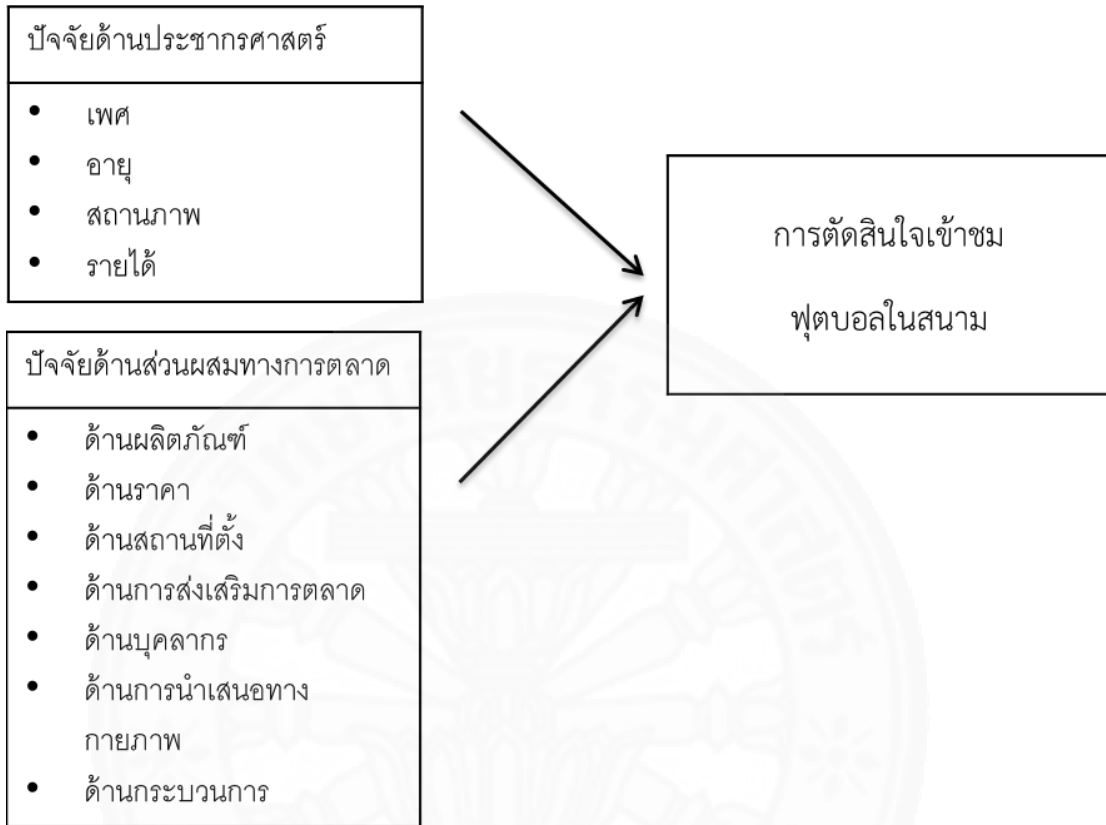 ปัจจัยด้านประชากรศาสตร์
• เพศ
• อายุ
• สถานภาพ
• รายได้
การตัดสินใจเข้าชม
ฟุตบอลในสนาม
ปัจจัยด้านส่วนผสมทางการตลาด
• ด้านผลิตภัณฑ์
• ด้านราคา
• ด้านสถานที่ตั้ง
• ด้านการส่งเสริมการตลาด
• ด้านบุคลากร
• ด้านการนำเสนอทาง
กายภาพ
• ด้านกระบวนการ